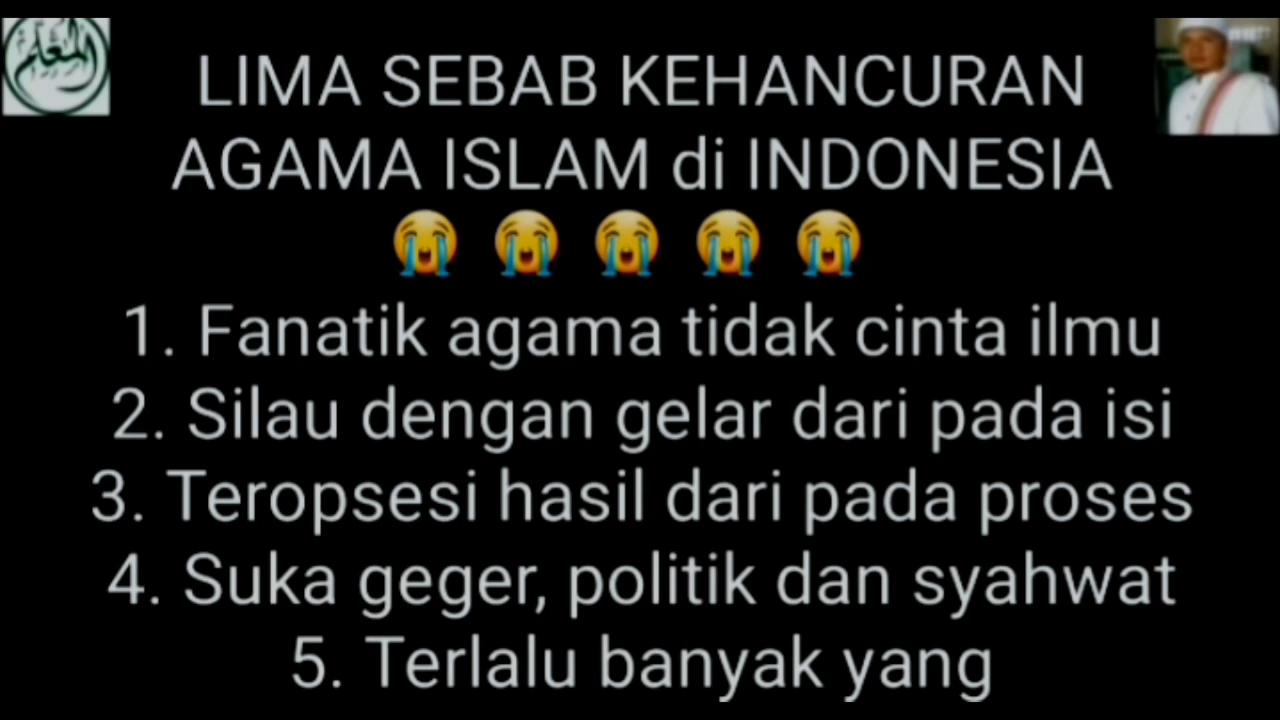 المعلم
LIMA SEBAB KEHANCURAN
AGAMA ISLAM di INDONESIA
😭 😭 😭 😭 😭
1. Fanatik agama tidak cinta ilmu
2. Silau dengan gelar dari pada isi
3. Teropsesi hasil dari pada proses
4. Suka geger, politik dan syahwat
5. Terlalu banyak yang